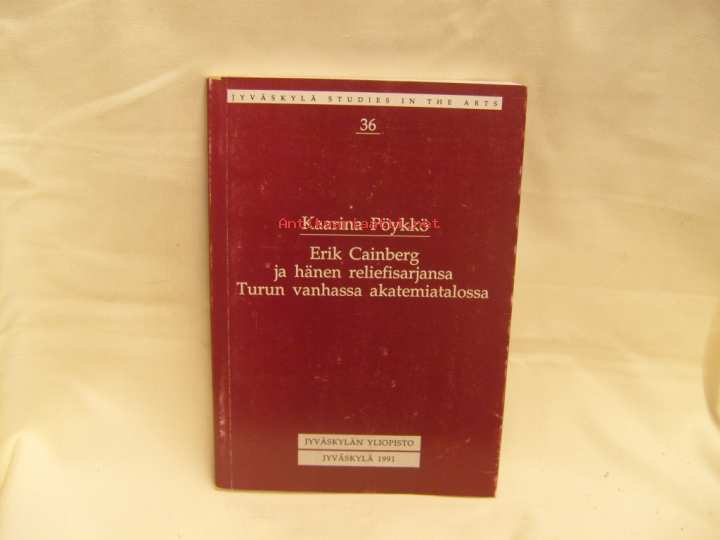 JYVÄSKYLÄ STUDIES IN THE ARTS
36
Kaarina Pöykkö
Erik Cainberg
ja hänen reliefisarjansa
Turun vanhassa akatemiatalossa
JYVÄSKYLÄN YLIOPISTO
JYVÄSKYLÄ 1991